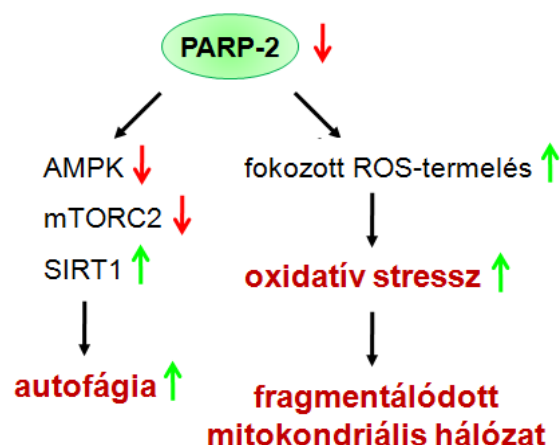 PARP-2
AMPK
mTORC2
SIRT1
autofágia
fokozott ROS-termelés
oxidatív stressz
fragmentálódott
mitokondriális hálózat